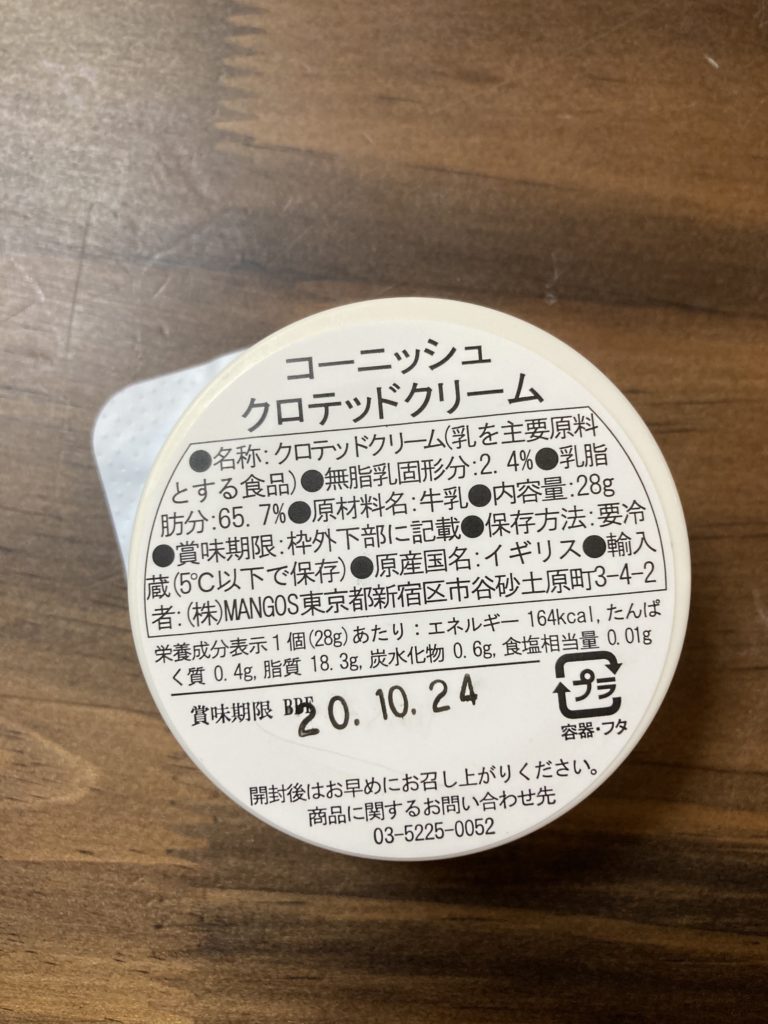 コーニッシュ
クロテッドクリーム
●名称:クロテッドクリーム(乳を主要原料
とする食品)●無脂乳固形分:2.4%●乳脂
肪分:65.7%●原材料名:牛乳●内容量:28g
●賞味期限:枠外下部に記載●保存方法:要冷
蔵(5℃以下で保存)●原産国名:イギリス●輸入
者:(株)MANGOS東京都新宿区市谷砂土原町3-4-2
栄養成分表示1個(28g)あたり:エネルギー 164kcal, たんぱ
く質 0.4g, 脂質 18.3g, 炭水化物 0.6g, 食塩相当量 0.01g
賞味期限 BBE 20.10.24
プラ
容器・フタ
開封後はお早めにお召し上がりください。
商品に関するお問い合わせ先
03-5225-0052